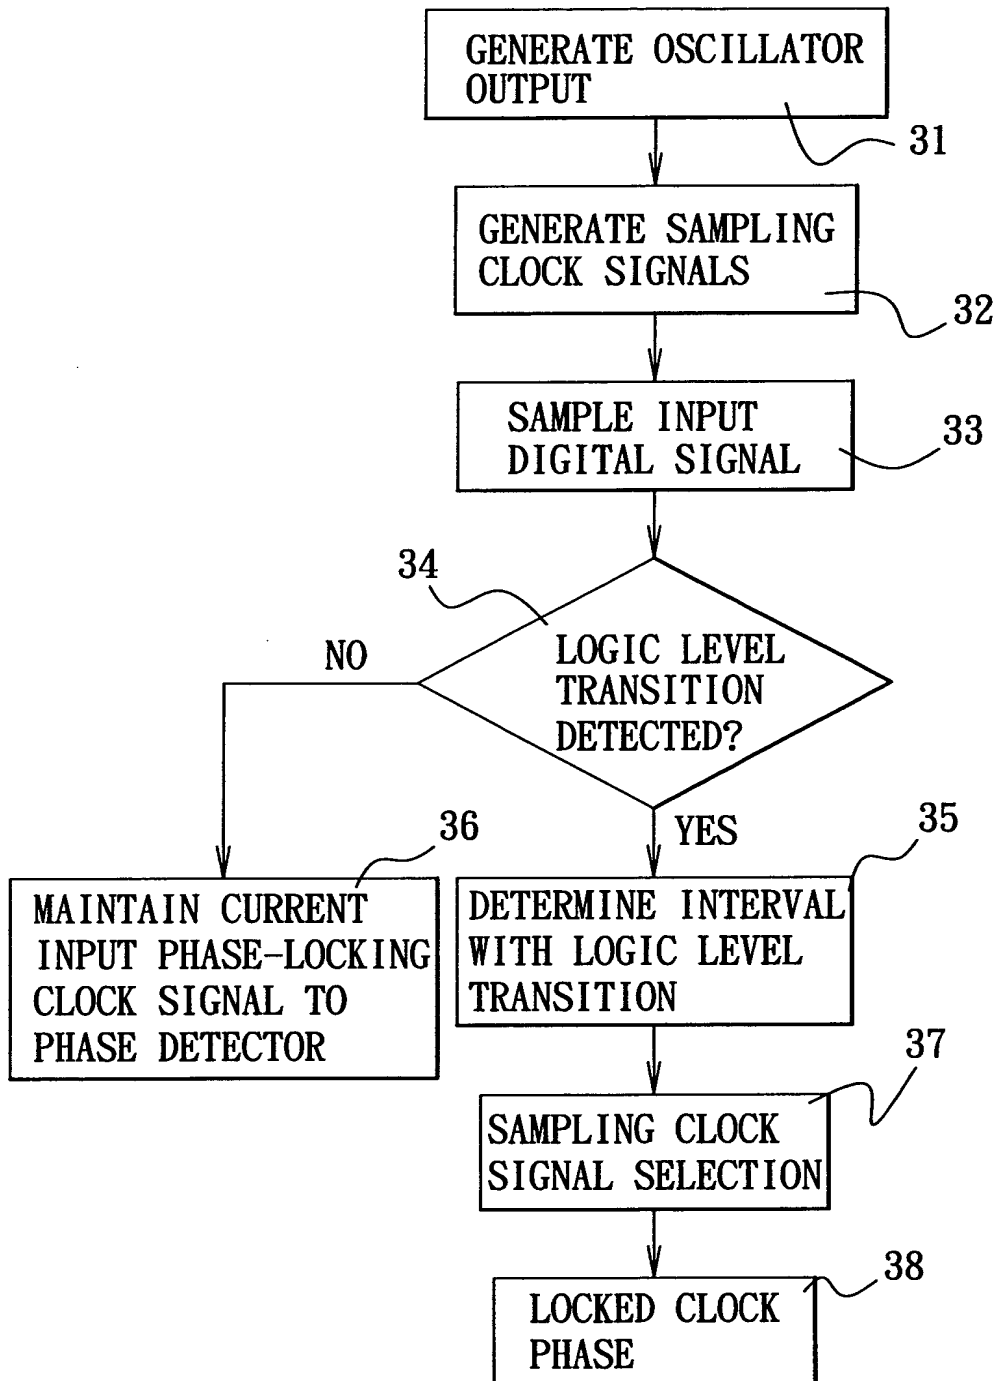 GENERATE OSCILLATOR
OUTPUT
31
GENERATE SAMPLING
CLOCK SIGNALS
32
SAMPLE INPUT
DIGITAL SIGNAL
33
34
LOGIC LEVEL
TRANSITION
DETECTED?
NO
YES
36
MAINTAIN CURRENT
INPUT PHASE-LOCKING
CLOCK SIGNAL TO
PHASE DETECTOR
35
DETERMINE INTERVAL
WITH LOGIC LEVEL
TRANSITION
37
SAMPLING CLOCK
SIGNAL SELECTION
38
LOCKED CLOCK
PHASE